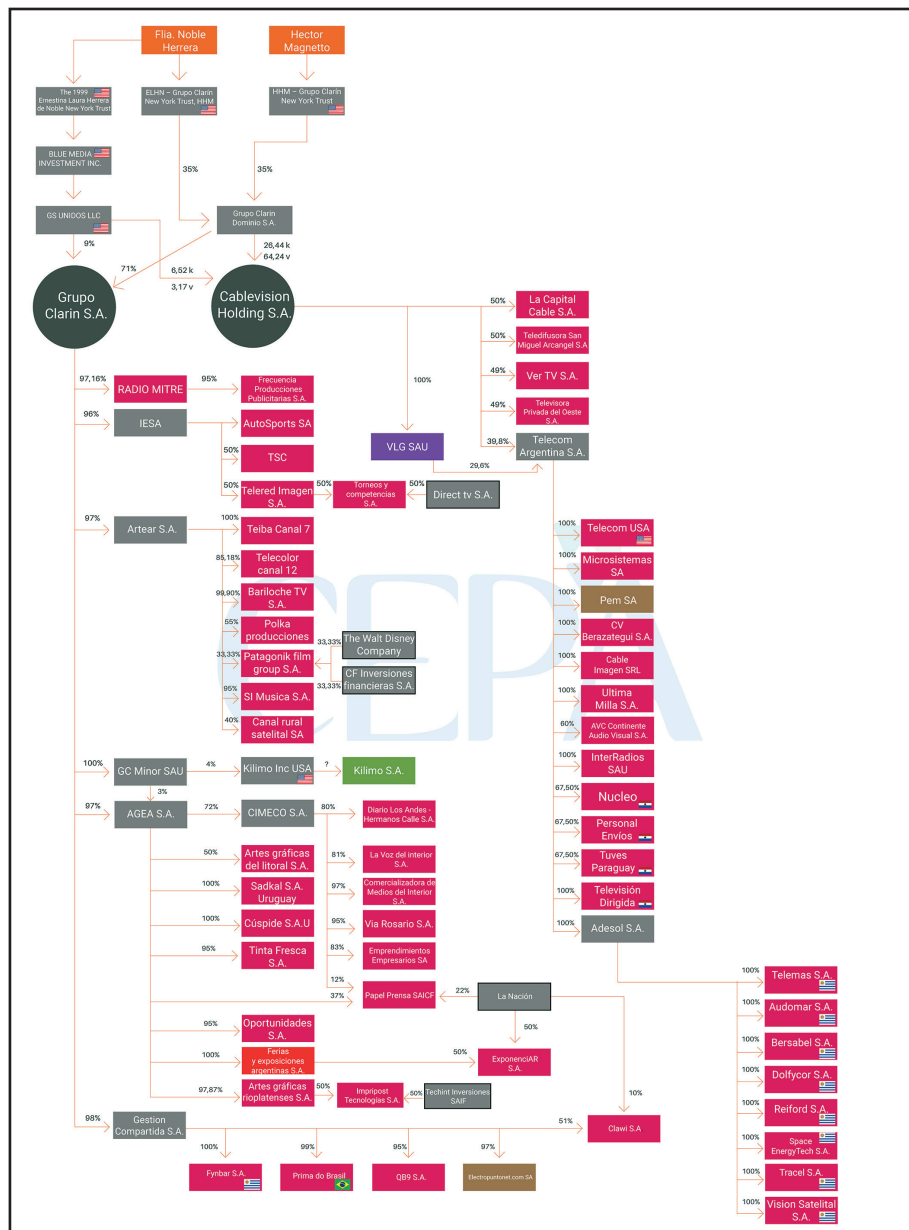 Flia. Noble
Herrera
Hector
Magnetto
The 1999
Ernestina Laura Herrera
de Noble New York Trust
ELHN – Grupo Clarín
New York Trust, HHM
HHM – Grupo Clarín
New York Trust
BLUE MEDIA
INVESTMENT INC.
35%
35%
GS UNIDOS LLC
Grupo Clarin
Dominio S.A.
9%
71%
6,52 k
3,17 v
26,44 k
64,24 v
Grupo
Clarin S.A.
Cablevision
Holding S.A.
50%
La Capital
Cable S.A.
50%
Teledifusora San
Miguel Arcangel S.A
49%
Ver TV S.A.
49%
Televisora
Privada del Oeste
S.A.
100%
VLG SAU
39,8%
Telecom
Argentina S.A.
29,6%
97,16%
RADIO MITRE
95%
Frecuencia
Producciones
Publicitarias S.A.
96%
IESA
AutoSports SA
50%
TSC
50%
Telered Imagen
S.A.
50%
Torneos y
competencias
S.A.
50%
Direct tv S.A.
97%
Artear S.A.
100%
Teiba Canal 7
85,18%
Telecolor
canal 12
99,90%
Bariloche TV
S.A.
55%
Polka
producciones
33,33%
Patagonik film
group S.A.
33,33%
The Walt Disney
Company
33,33%
CF Inversiones
financieras S.A.
95%
SI Musica S.A.
40%
Canal rural
satelital SA
CEPA
100%
Telecom USA
100%
Microsistemas
SA
100%
Pem SA
100%
CV
Berazategui S.A.
100%
Cable
Imagen SRL
100%
Ultima
Milla S.A.
60%
AVC Continente
Audio Visual S.A.
100%
InterRadios
SAU
67,50%
Nucleo
67,50%
Personal
Envíos
67,50%
Tuves
Paraguay
100%
Televisión
Dirigida
100%
Adesol S.A.
100%
GC Minor SAU
4%
Kilimo Inc USA
?
Kilimo S.A.
3%
97%
AGEA S.A.
72%
CIMECO S.A.
80%
Diario Los Andes -
Hermanos Calle S.A.
81%
La Voz del interior
S.A.
97%
Comercializadora de
Medios del Interior
S.A.
95%
Via Rosario S.A.
83%
Emprendimientos
Empresarios SA
12%
37%
Papel Prensa SAICF
22%
La Nación
50%
Artes gráficas
del litoral S.A.
100%
Sadkal S.A.
Uruguay
100%
Cúspide S.A.U
95%
Tinta Fresca
S.A.
95%
Oportunidades
S.A.
100%
Ferias
y exposiciones
argentinas S.A.
50%
ExponenciAR
S.A.
50%
97,87%
Artes gráficas
rioplatenses S.A.
50%
Impripost
Tecnologías S.A.
50%
Techint Inversiones
SAIF
10%
98%
Gestion
Compartida S.A.
51%
Clawi S.A
100%
Fynbar S.A.
99%
Prima do Brasil
95%
QB9 S.A.
97%
Electropuntonet.com SA
100%
Telemas S.A.
100%
Audomar S.A.
100%
Bersabel S.A.
100%
Dolfycor S.A.
100%
Reiford S.A.
100%
Space
EnergyTech S.A.
100%
Tracel S.A.
100%
Vision Satelital
S.A.